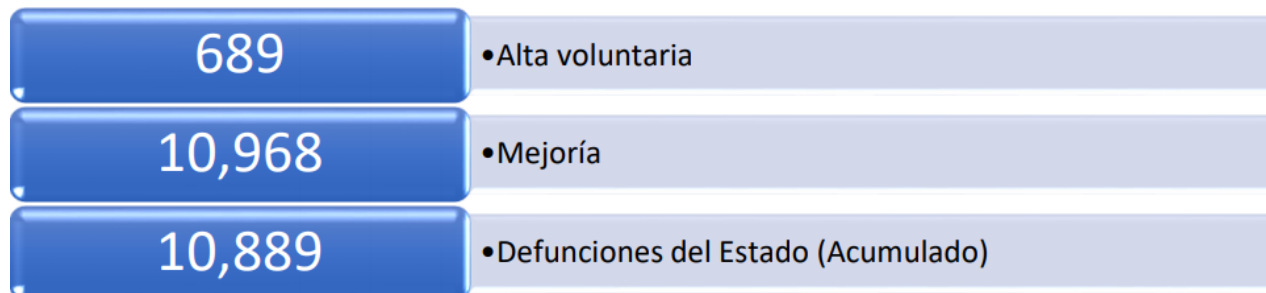 689 •Alta voluntaria
10,968 •Mejoría
10,889 •Defunciones del Estado (Acumulado)